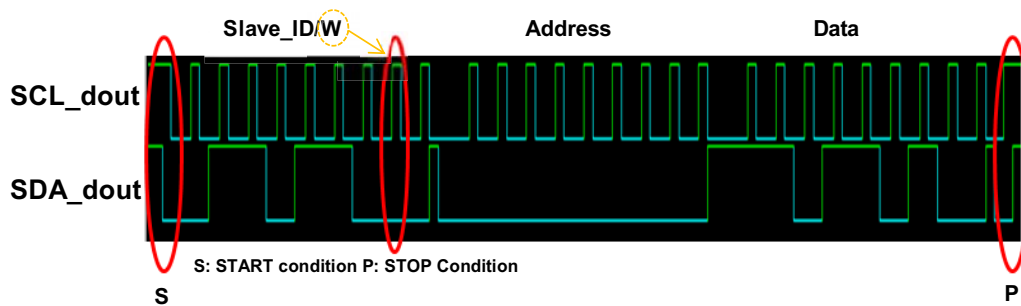 Slave_ID/W Address Data
SCL_dout
SDA_dout
S: START condition P: STOP Condition
S P